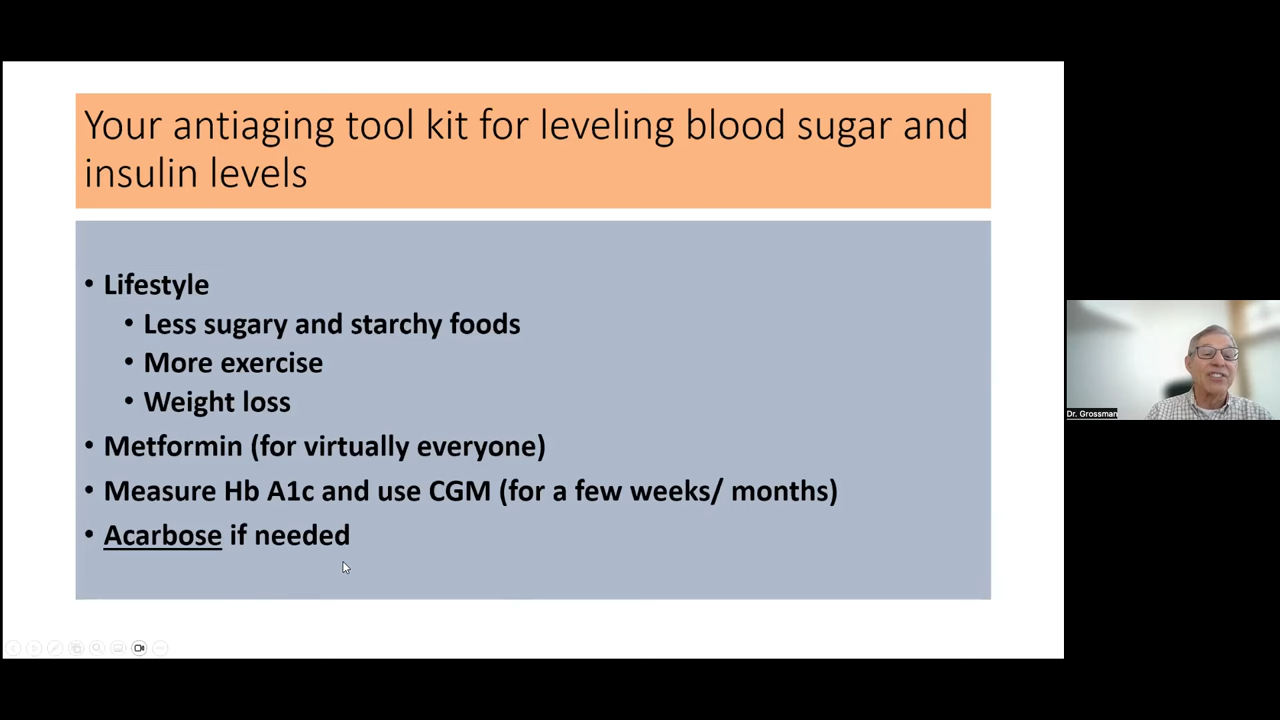 Your antiaging tool kit for leveling blood sugar and
insulin levels
• Lifestyle
• Less sugary and starchy foods
• More exercise
• Weight loss
• Metformin (for virtually everyone)
• Measure Hb A1c and use CGM (for a few weeks/ months)
• Acarbose if needed
Dr. Grossman